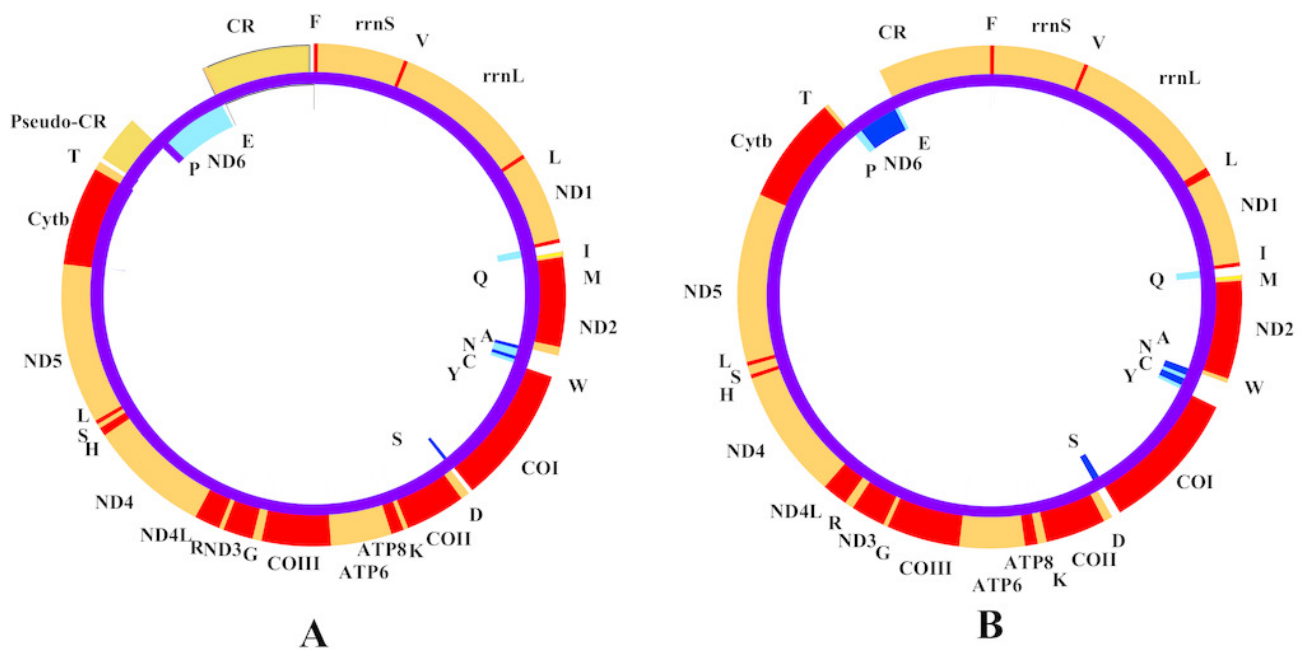 CR
F
rrnS
V
rrnL
L
ND1
I
Q
M
ND2
A
N
C
Y
W
S
COI
D
COII
K
ATP8
ATP6
COIII
G
ND3
R
ND4L
ND4
H
S
L
ND5
Cytb
T
Pseudo-CR
P
ND6
E
A
CR
F
rrnS
V
rrnL
L
ND1
I
Q
M
ND2
A
N
C
Y
W
S
COI
D
COII
K
ATP8
ATP6
COIII
G
ND3
R
ND4L
ND4
H
S
L
ND5
Cytb
T
P
ND6
E
B